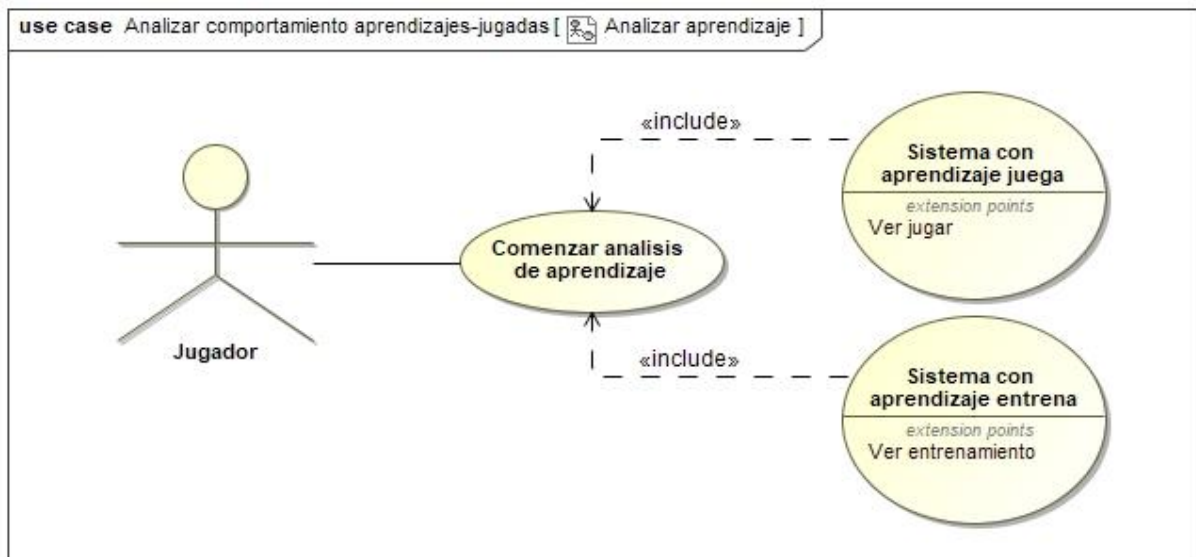 use case Analizar comportamiento aprendizajes-jugadas [ Analizar aprendizaje ]
«include»
Sistema con
aprendizaje juega
extension points
Ver jugar
Comenzar analisis
de aprendizaje
Jugador
«include»
Sistema con
aprendizaje entrena
extension points
Ver entrenamiento